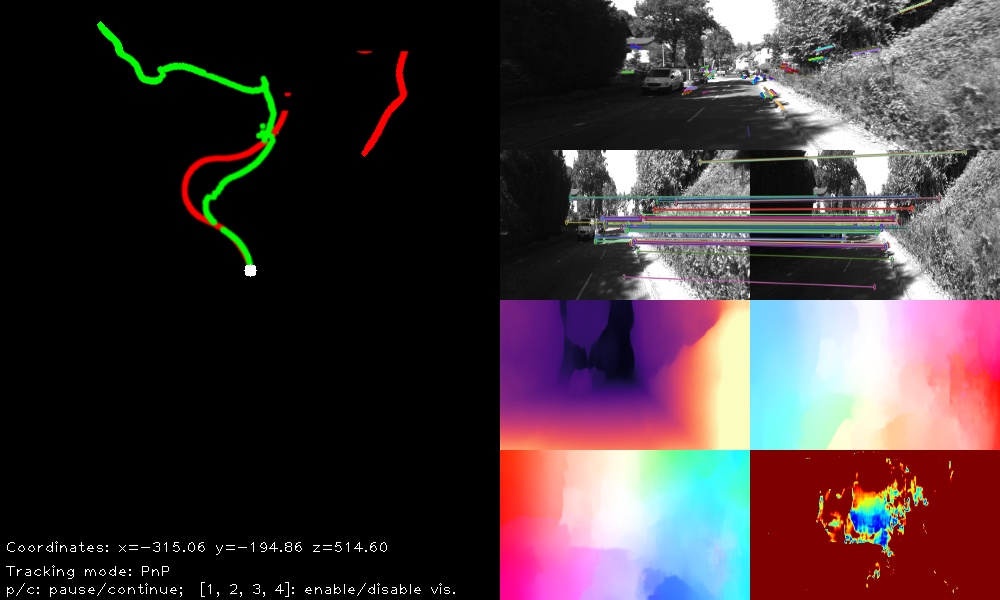 Coordinates: x=-315.06 y=-194.86 z=514.60
Tracking mode: PnP
p/c: pause/continue;  [1, 2, 3, 4]: enable/disable vis.